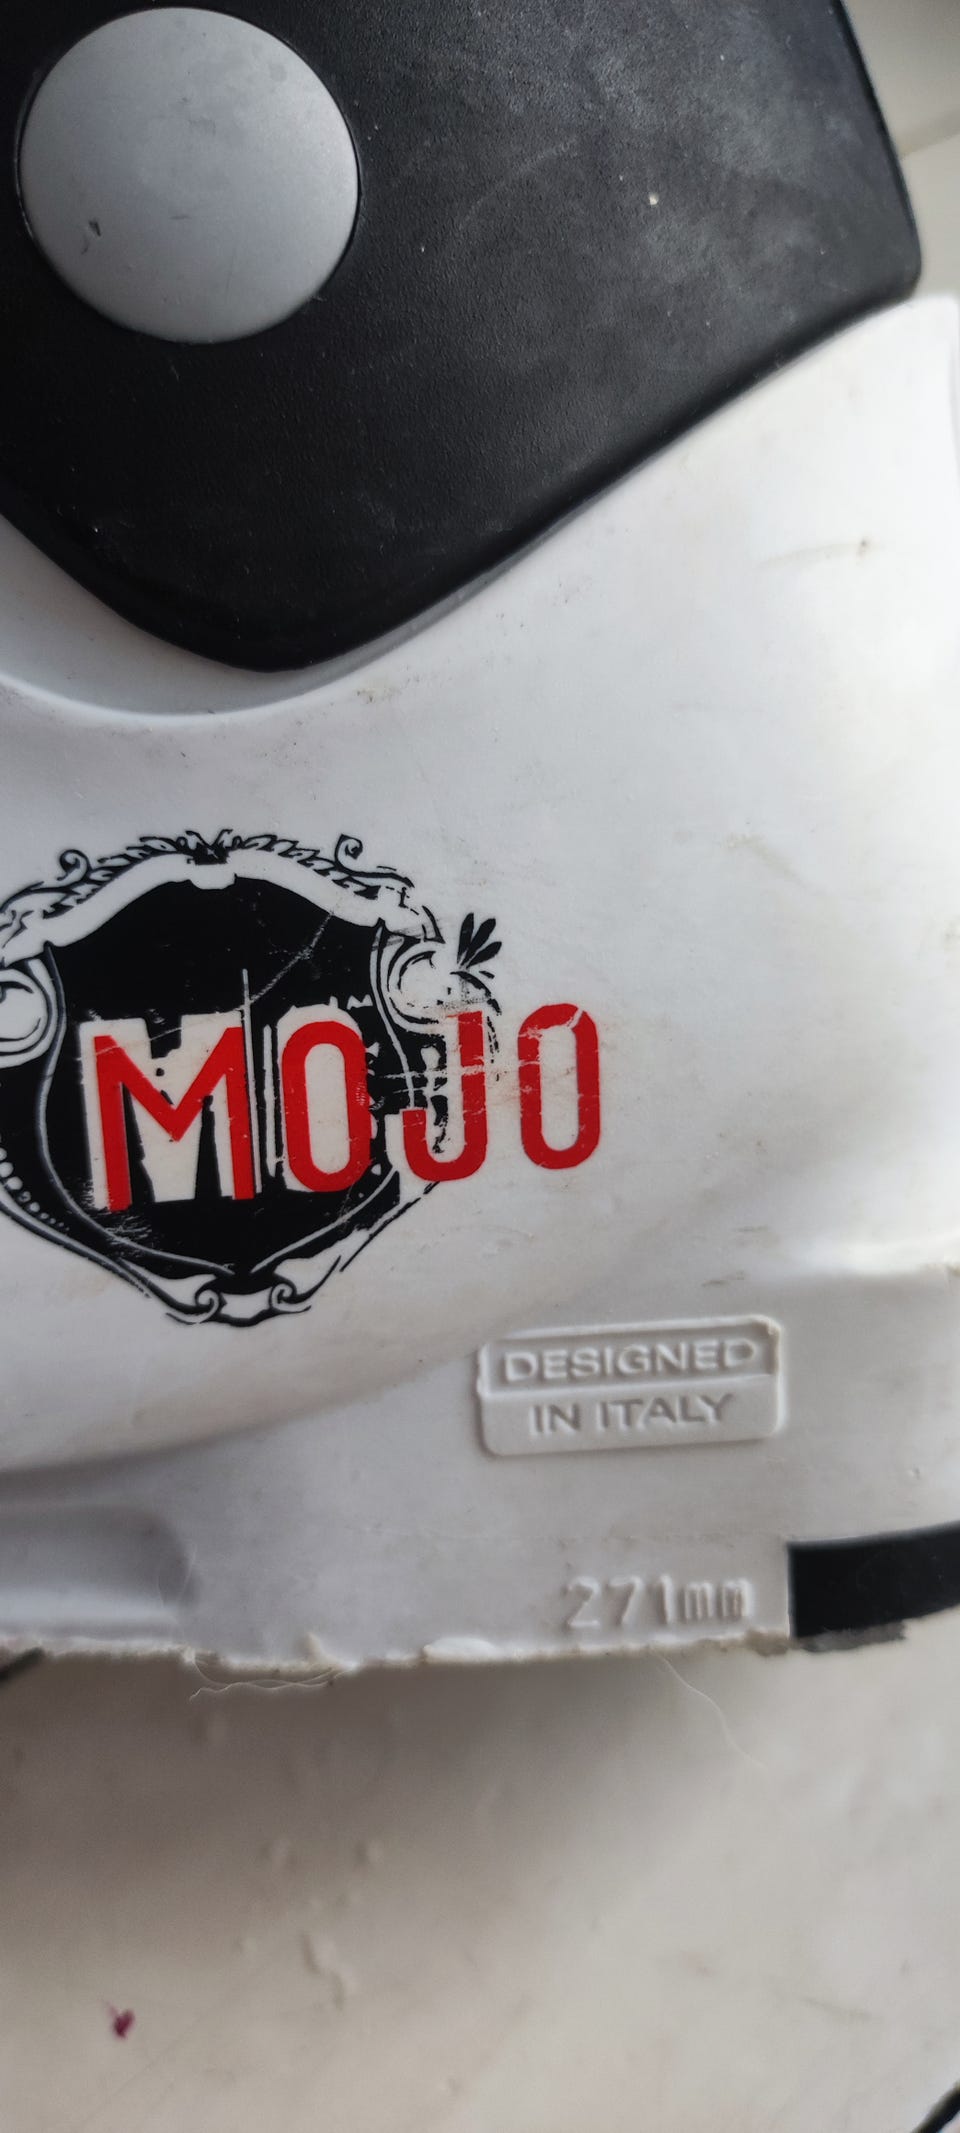 MOJO
DESIGNED
IN ITALY
271mm